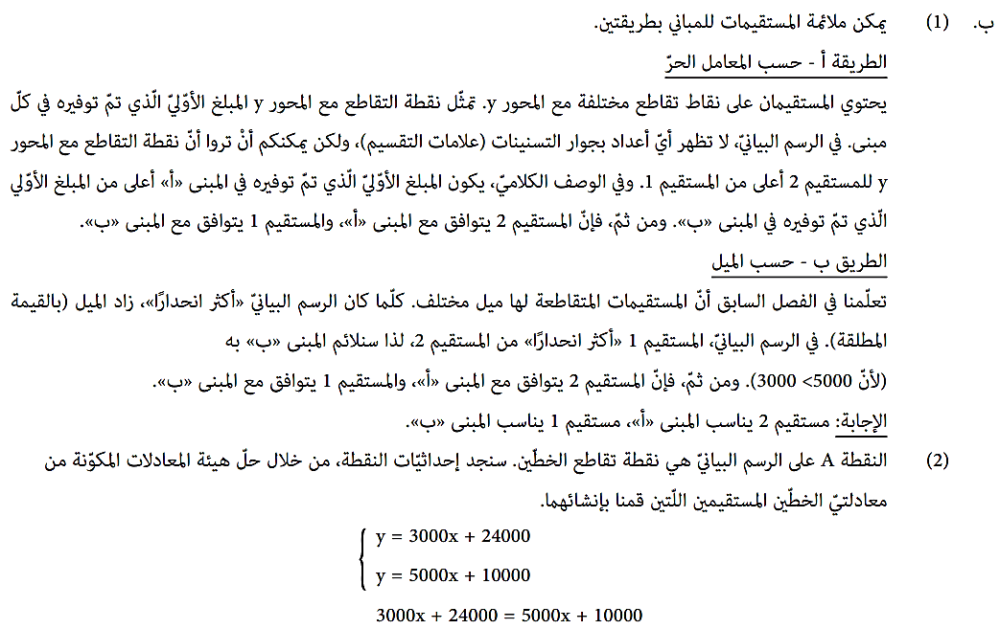 ب. (1) يمكن ملائمة المستقيمات للمباني بطريقتين.
الطريقة أ - حسب المعامل الحرّ
يحتوي المستقيمان على نقاط تقاطع مختلفة مع المحور y. تمثّل نقطة التقاطع مع المحور y المبلغ الأوّليّ الّذي تمّ توفيره في كلّ
مبنى. في الرسم البيانيّ، لا تظهر أيّ أعداد بجوار التسنينات (علامات التقسيم)، ولكن يمكنكم أنْ تروا أنّ نقطة التقاطع مع المحور
y للمستقيم 2 أعلى من المستقيم 1. وفي الوصف الكلاميّ، يكون المبلغ الأوّليّ الّذي تمّ توفيره في المبنى «أ» أعلى من المبلغ الأوّلي
الّذي تمّ توفيره في المبنى «ب». ومن ثمّ، فإنّ المستقيم 2 يتوافق مع المبنى «أ»، والمستقيم 1 يتوافق مع المبنى «ب».
الطريق ب - حسب الميل
تعلّمنا في الفصل السابق أنّ المستقيمات المتقاطعة لها ميل مختلف. كلّما كان الرسم البيانيّ «أكثر انحدارًا»، زاد الميل (بالقيمة
المطلقة). في الرسم البيانيّ، المستقيم 1 «أكثر انحدارًا» من المستقيم 2، لذا سنلائم المبنى «ب» به
(لأنّ 5000> 3000). ومن ثمّ، فإنّ المستقيم 2 يتوافق مع المبنى «أ»، والمستقيم 1 يتوافق مع المبنى «ب».
الإجابة: مستقيم 2 يناسب المبنى «أ»، مستقيم 1 يناسب المبنى «ب».
(2) النقطة A على الرسم البيانيّ هي نقطة تقاطع الخطّين. سنجد إحداثيّات النقطة، من خلال حلّ هيئة المعادلات المكوّنة من
معادلتيّ الخطّين المستقيمين اللّتين قمنا بإنشائهما.
y = 3000x + 24000
y = 5000x + 10000
3000x + 24000 = 5000x + 10000